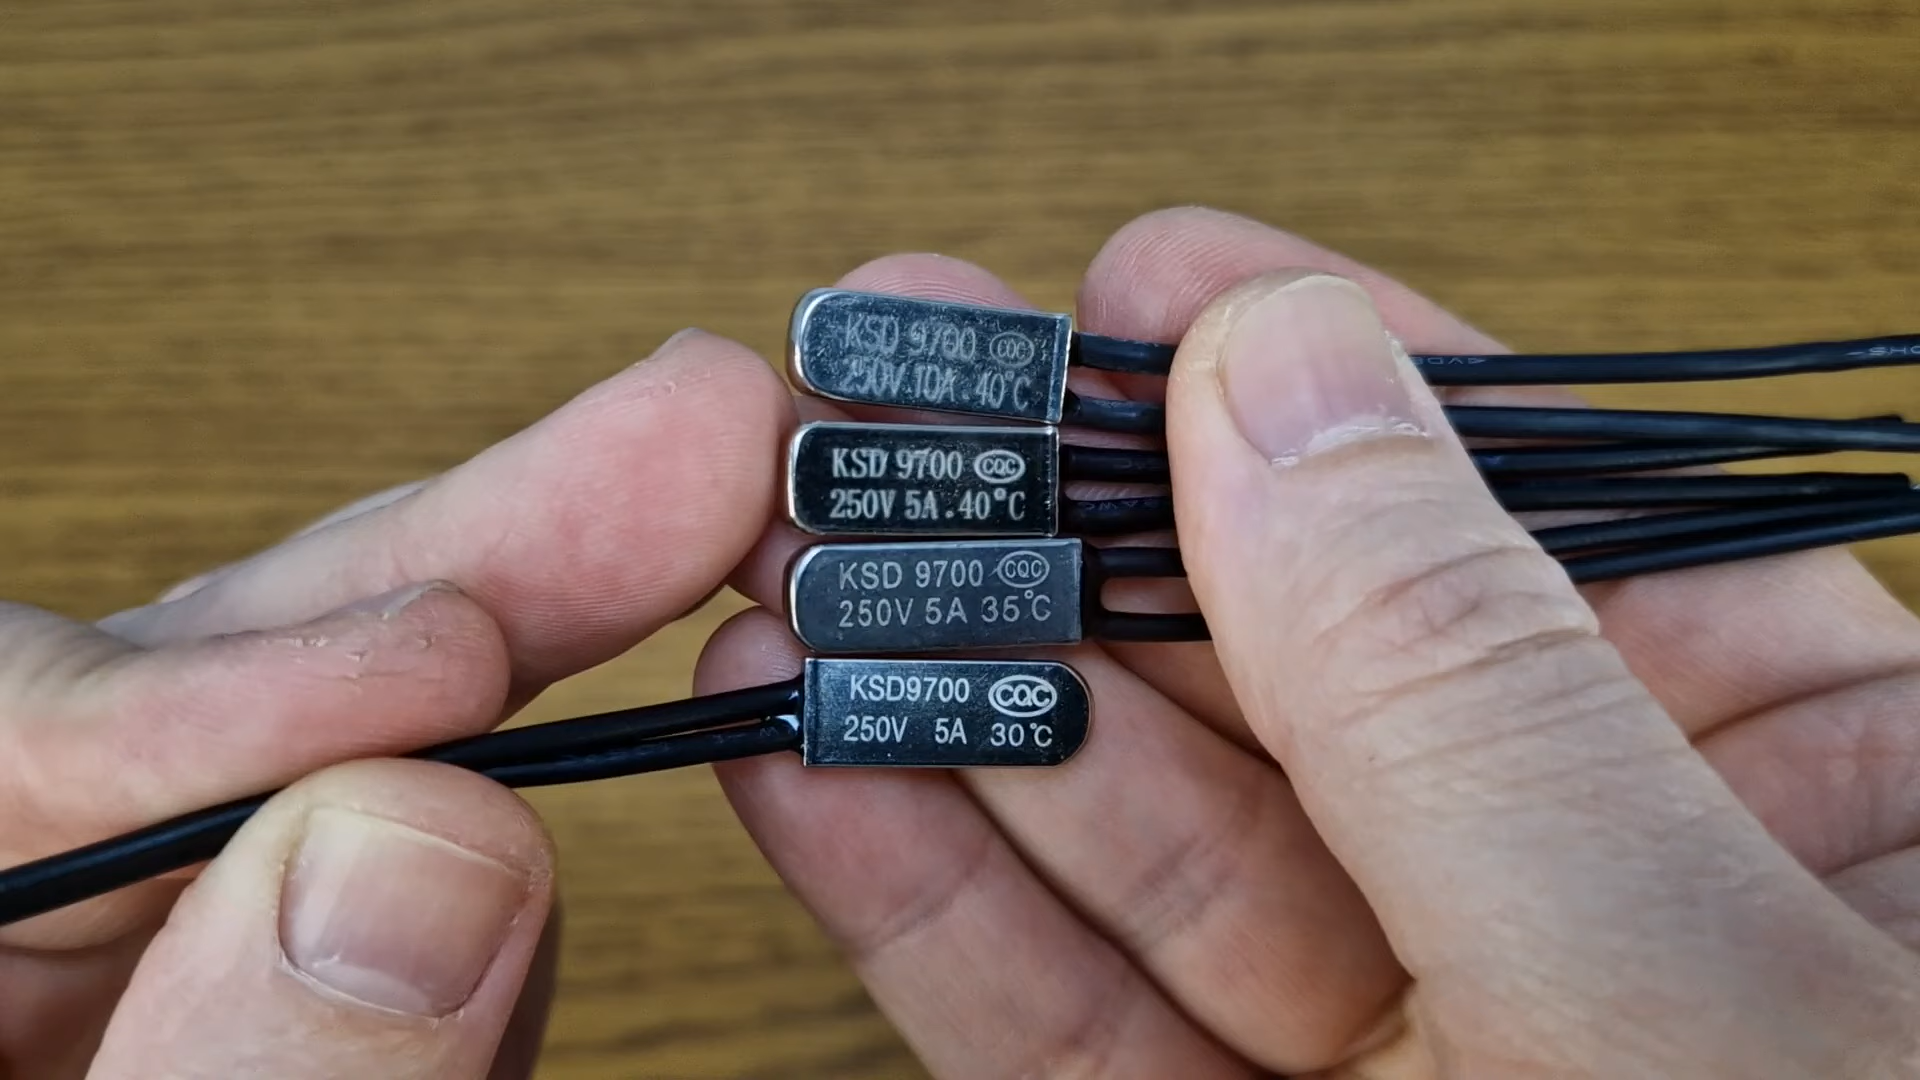 KSD 9700 CQC
250V.10A.40°C
KSD 9700 CQC
250V 5A.40°C
KSD 9700 CQC
250V 5A 35°C
KSD9700 CQC
250V 5A 30°C